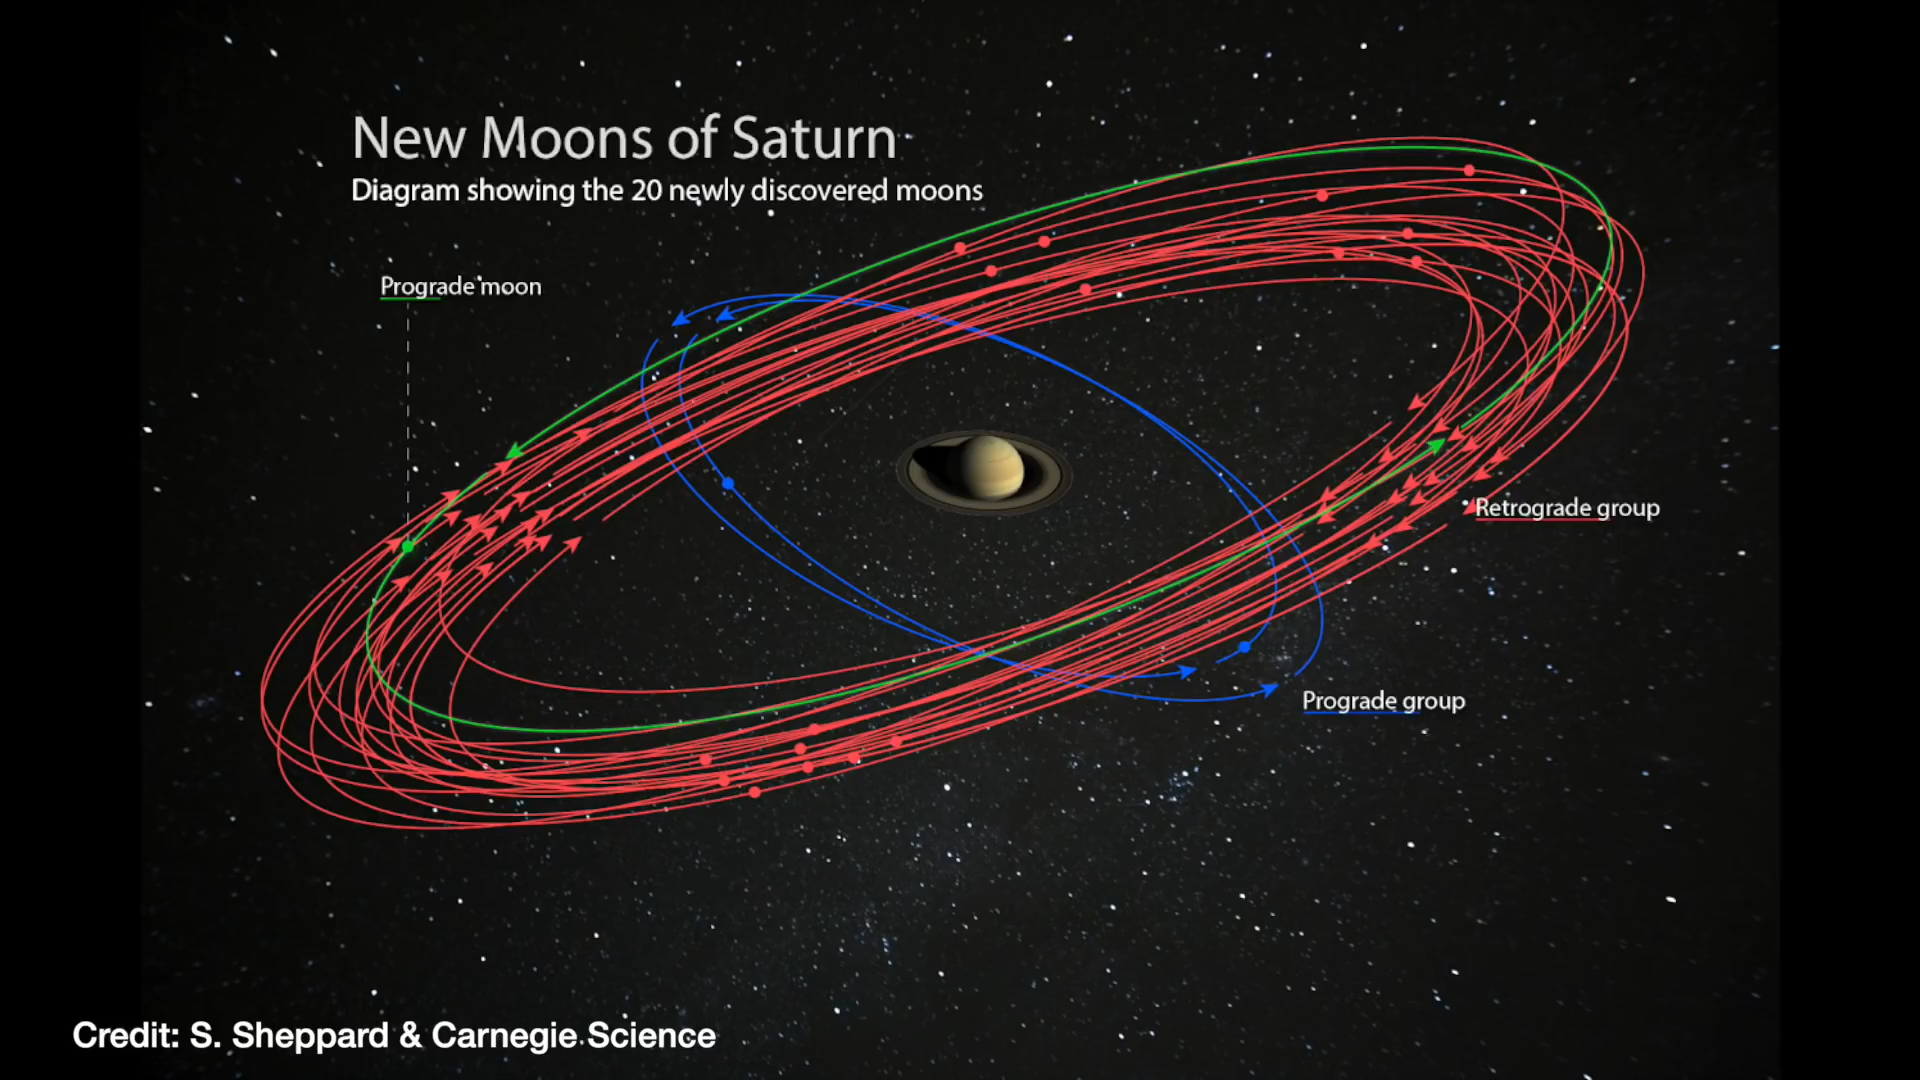 New Moons of Saturn
Diagram showing the 20 newly discovered moons
Prograde moon
Retrograde group
Prograde group
Credit: S. Sheppard & Carnegie Science